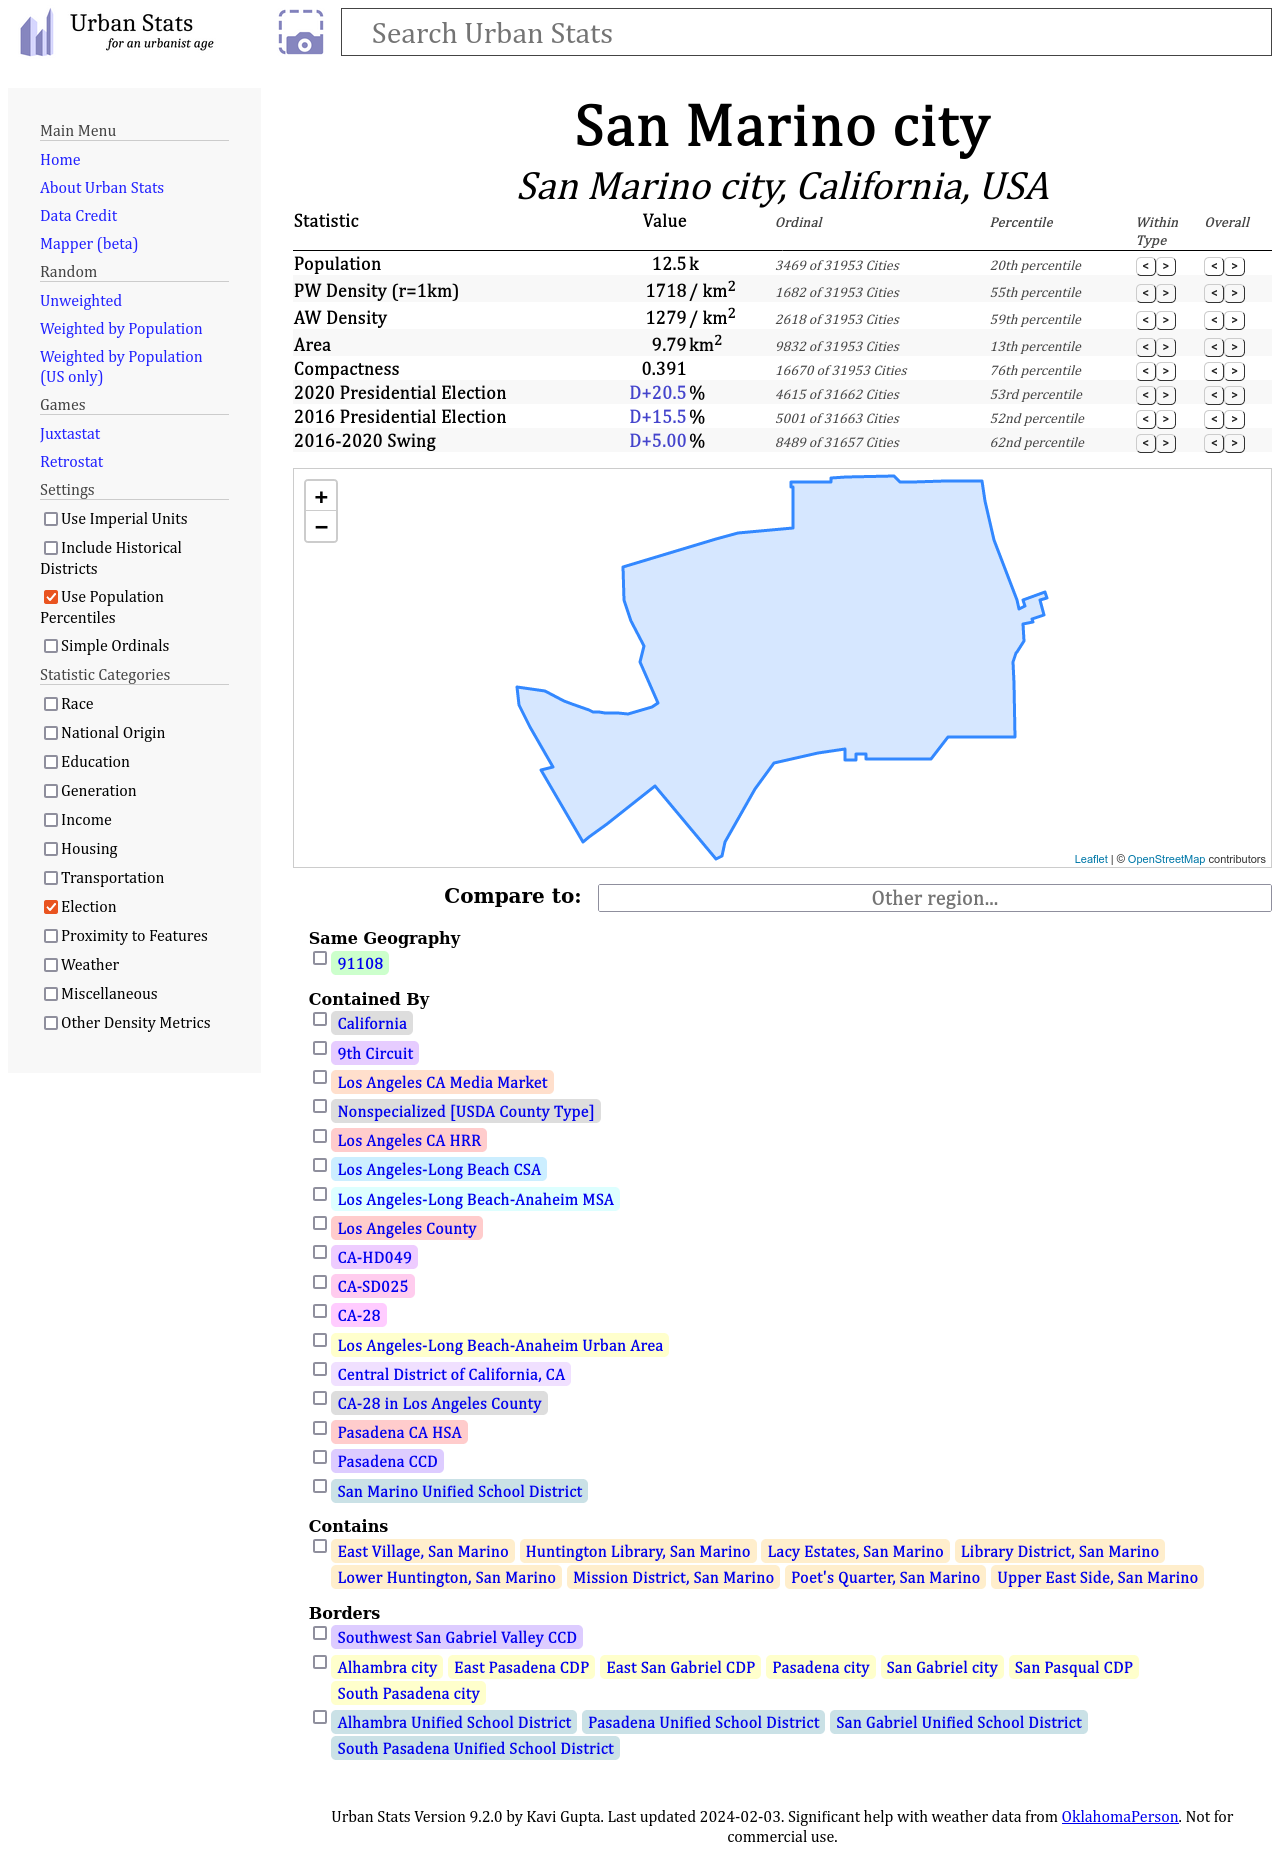 Urban Stats
for an urbanist age
Search Urban Stats
Main Menu
Home
About Urban Stats
Data Credit
Mapper (beta)
Random
Unweighted
Weighted by Population
Weighted by Population
(US only)
Games
Juxtastat
Retrostat
Settings
Use Imperial Units
Include Historical
Districts
Use Population
Percentiles
Simple Ordinals
Statistic Categories
Race
National Origin
Education
Generation
Income
Housing
Transportation
Election
Proximity to Features
Weather
Miscellaneous
Other Density Metrics
San Marino city
San Marino city, California, USA
Statistic Value Ordinal Percentile Within Type Overall
Population 12.5 k 3469 of 31953 Cities 20th percentile < > < >
PW Density (r=1km) 1718 / km² 1682 of 31953 Cities 55th percentile < > < >
AW Density 1279 / km² 2618 of 31953 Cities 59th percentile < > < >
Area 9.79 km² 9832 of 31953 Cities 13th percentile < > < >
Compactness 0.391 16670 of 31953 Cities 76th percentile < > < >
2020 Presidential Election D+20.5 % 4615 of 31662 Cities 53rd percentile < > < >
2016 Presidential Election D+15.5 % 5001 of 31663 Cities 52nd percentile < > < >
2016-2020 Swing D+5.00 % 8489 of 31657 Cities 62nd percentile < > < >
+
−
Leaflet | © OpenStreetMap contributors
Compare to: Other region...
Same Geography
91108
Contained By
California
9th Circuit
Los Angeles CA Media Market
Nonspecialized [USDA County Type]
Los Angeles CA HRR
Los Angeles-Long Beach CSA
Los Angeles-Long Beach-Anaheim MSA
Los Angeles County
CA-HD049
CA-SD025
CA-28
Los Angeles-Long Beach-Anaheim Urban Area
Central District of California, CA
CA-28 in Los Angeles County
Pasadena CA HSA
Pasadena CCD
San Marino Unified School District
Contains
East Village, San Marino Huntington Library, San Marino Lacy Estates, San Marino Library District, San Marino
Lower Huntington, San Marino Mission District, San Marino Poet's Quarter, San Marino Upper East Side, San Marino
Borders
Southwest San Gabriel Valley CCD
Alhambra city East Pasadena CDP East San Gabriel CDP Pasadena city San Gabriel city San Pasqual CDP
South Pasadena city
Alhambra Unified School District Pasadena Unified School District San Gabriel Unified School District
South Pasadena Unified School District
Urban Stats Version 9.2.0 by Kavi Gupta. Last updated 2024-02-03. Significant help with weather data from OklahomaPerson. Not for
commercial use.